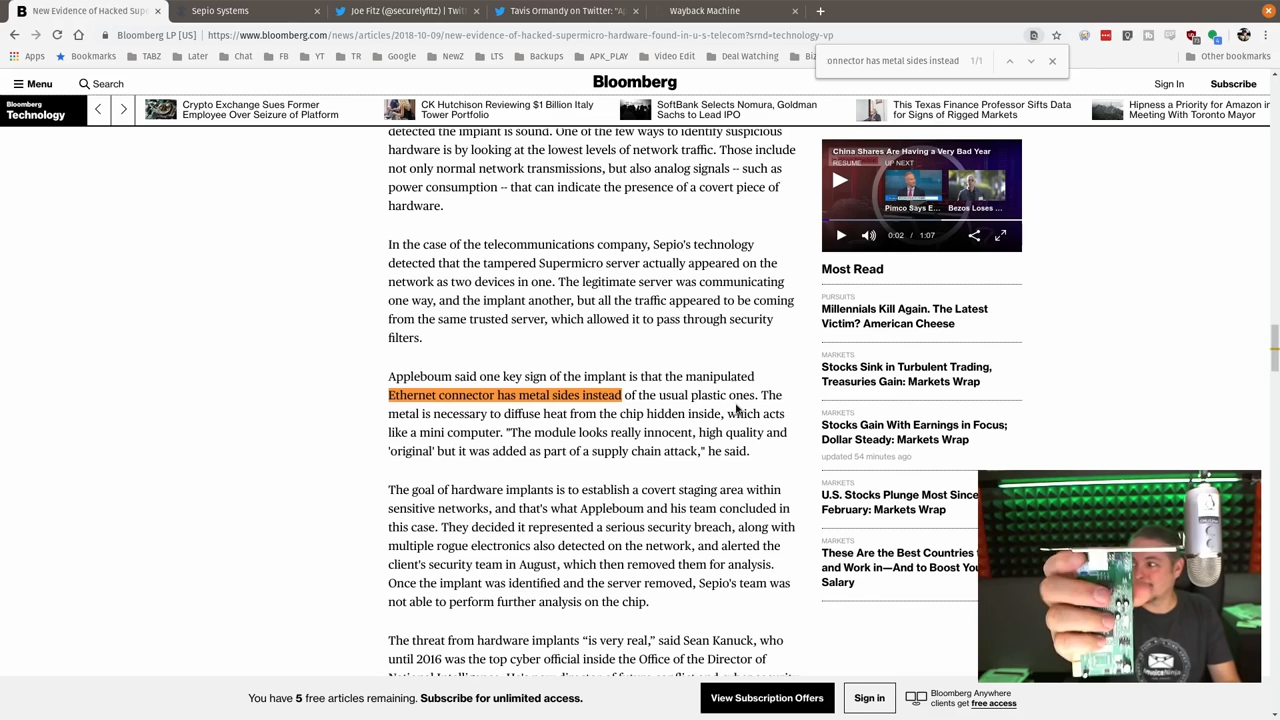 New Evidence of Hacked Sup
Sepio Systems
Joe Fitz (@securelyfitz) | Twit
Tavis Ormandy on Twitter: "A
Wayback Machine
Bloomberg LP [US]
https://www.bloomberg.com/news/articles/2018-10-09/new-evidence-of-hacked-supermicro-hardware-found-in-u-s-telecom?srnd=technology-vp
Apps
Bookmarks
TABZ
Later
Chat
FB
YT
TR
Google
NewZ
LTS
Backups
APK_PLAY
Video Edit
Deal Watching
Other bookmarks
onnector has metal sides instead
1/1
Menu
Search
Bloomberg
Sign In
Subscribe
Bloomberg
Technology
Crypto Exchange Sues Former
Employee Over Seizure of Platform
CK Hutchison Reviewing $1 Billion Italy
Tower Portfolio
SoftBank Selects Nomura, Goldman
Sachs to Lead IPO
This Texas Finance Professor Sifts Data
for Signs of Rigged Markets
Hipness a Priority for Amazon in
Meeting With Toronto Mayor
detected the implant is sound. One of the few ways to identify suspicious
hardware is by looking at the lowest levels of network traffic. Those include
not only normal network transmissions, but also analog signals -- such as
power consumption -- that can indicate the presence of a covert piece of
hardware.
In the case of the telecommunications company, Sepio's technology
detected that the tampered Supermicro server actually appeared on the
network as two devices in one. The legitimate server was communicating
one way, and the implant another, but all the traffic appeared to be coming
from the same trusted server, which allowed it to pass through security
filters.
Appleboum said one key sign of the implant is that the manipulated
Ethernet connector has metal sides instead of the usual plastic ones. The
metal is necessary to diffuse heat from the chip hidden inside, which acts
like a mini computer. "The module looks really innocent, high quality and
'original' but it was added as part of a supply chain attack," he said.
The goal of hardware implants is to establish a covert staging area within
sensitive networks, and that's what Appleboum and his team concluded in
this case. They decided it represented a serious security breach, along with
multiple rogue electronics also detected on the network, and alerted the
client's security team in August, which then removed them for analysis.
Once the implant was identified and the server removed, Sepio's team was
not able to perform further analysis on the chip.
The threat from hardware implants “is very real,” said Sean Kanuck, who
until 2016 was the top cyber official inside the Office of the Director of
China Shares Are Having a Very Bad Year
RESUME
UP NEXT
Pimco Says E...
Bezos Loses ...
0:02 / 1:07
Most Read
PURSUITS
Millennials Kill Again. The Latest
Victim? American Cheese
MARKETS
Stocks Sink in Turbulent Trading,
Treasuries Gain: Markets Wrap
MARKETS
Stocks Gain With Earnings in Focus;
Dollar Steady: Markets Wrap
updated 54 minutes ago
MARKETS
U.S. Stocks Plunge Most Since
February: Markets Wrap
MARKETS
These Are the Best Countries
and Work in—And to Boost You
Salary
You have 5 free articles remaining. Subscribe for unlimited access.
View Subscription Offers
Sign in
Bloomberg Anywhere
clients get free access